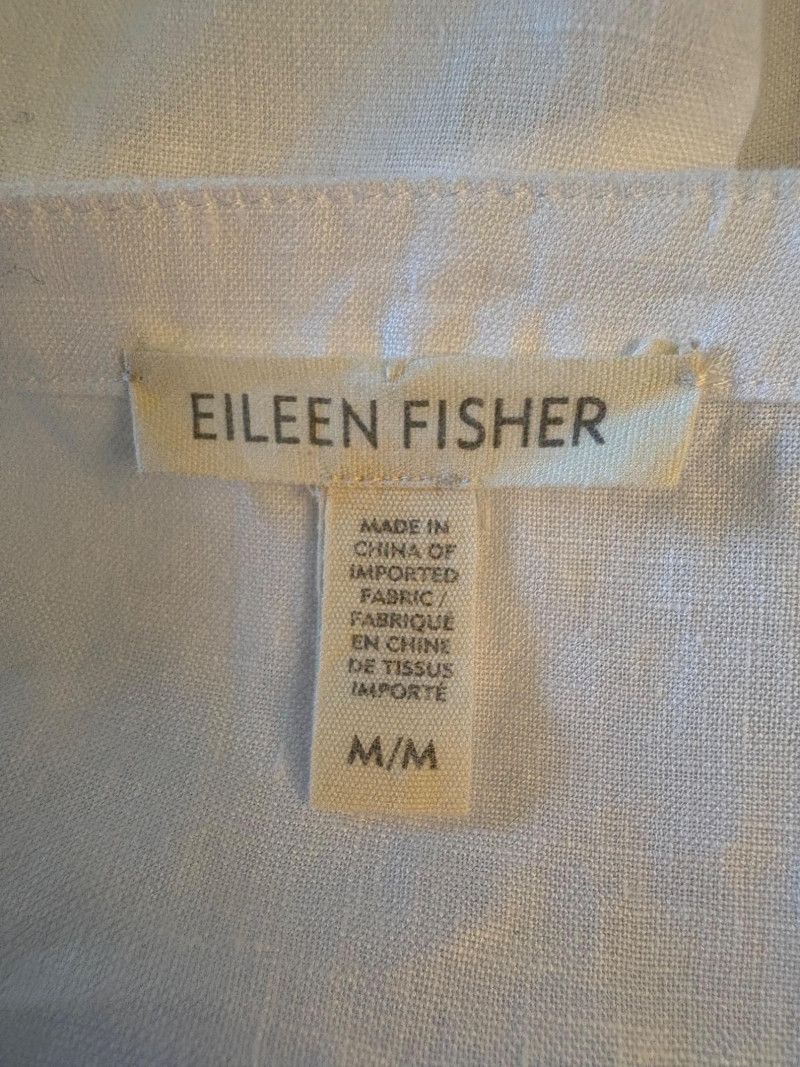 EILEEN FISHER
MADE IN
CHINA OF
IMPORTED
FABRIC /
FABRIQUÉ
EN CHINE
DE TISSUS
IMPORTÉ
M/M